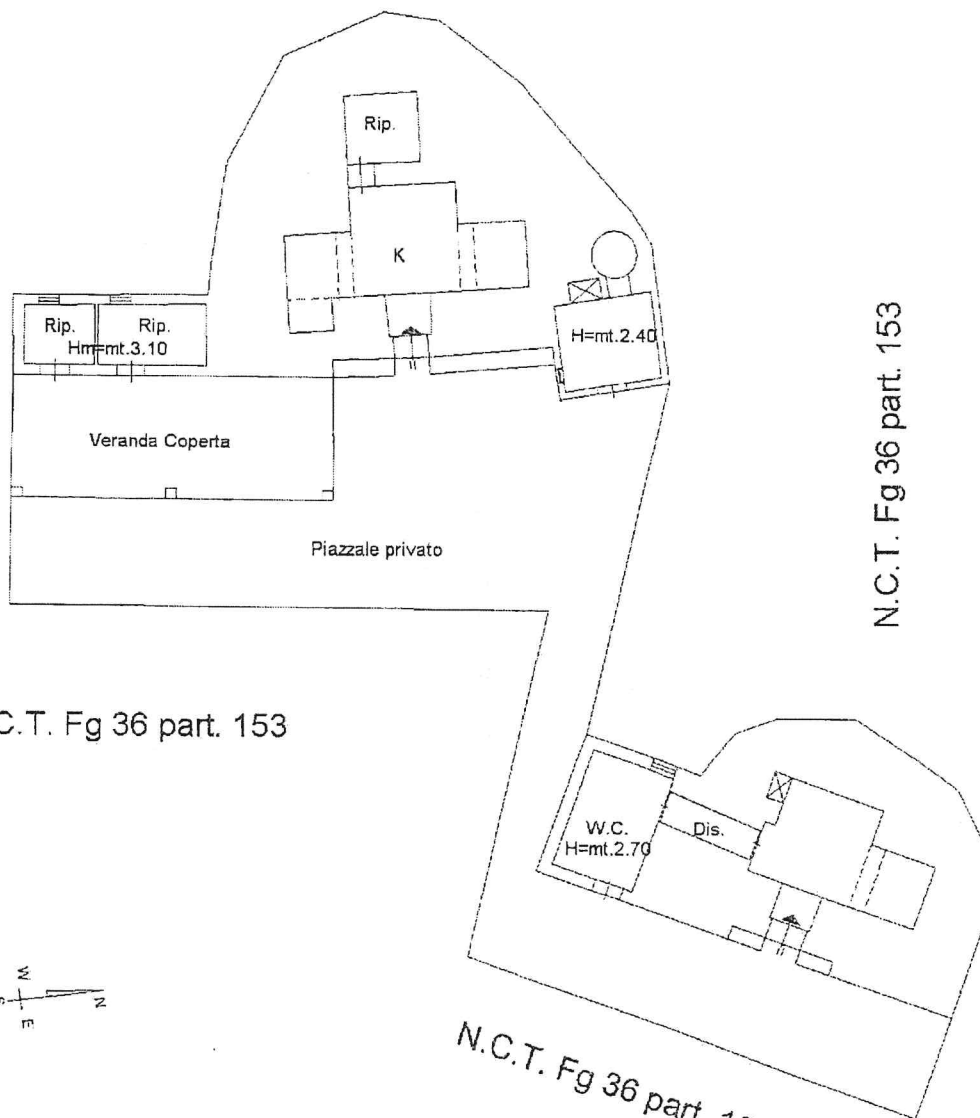 Rip.
K
Rip.
Rip.
Hm=mt.3.10
H=mt.2.40
Veranda Coperta
Piazzale privato
N.C.T. Fg 36 part. 153
C.T. Fg 36 part. 153
W.C.
H=mt.2.70
Dis.
W
N
E
N.C.T. Fg 36 part.